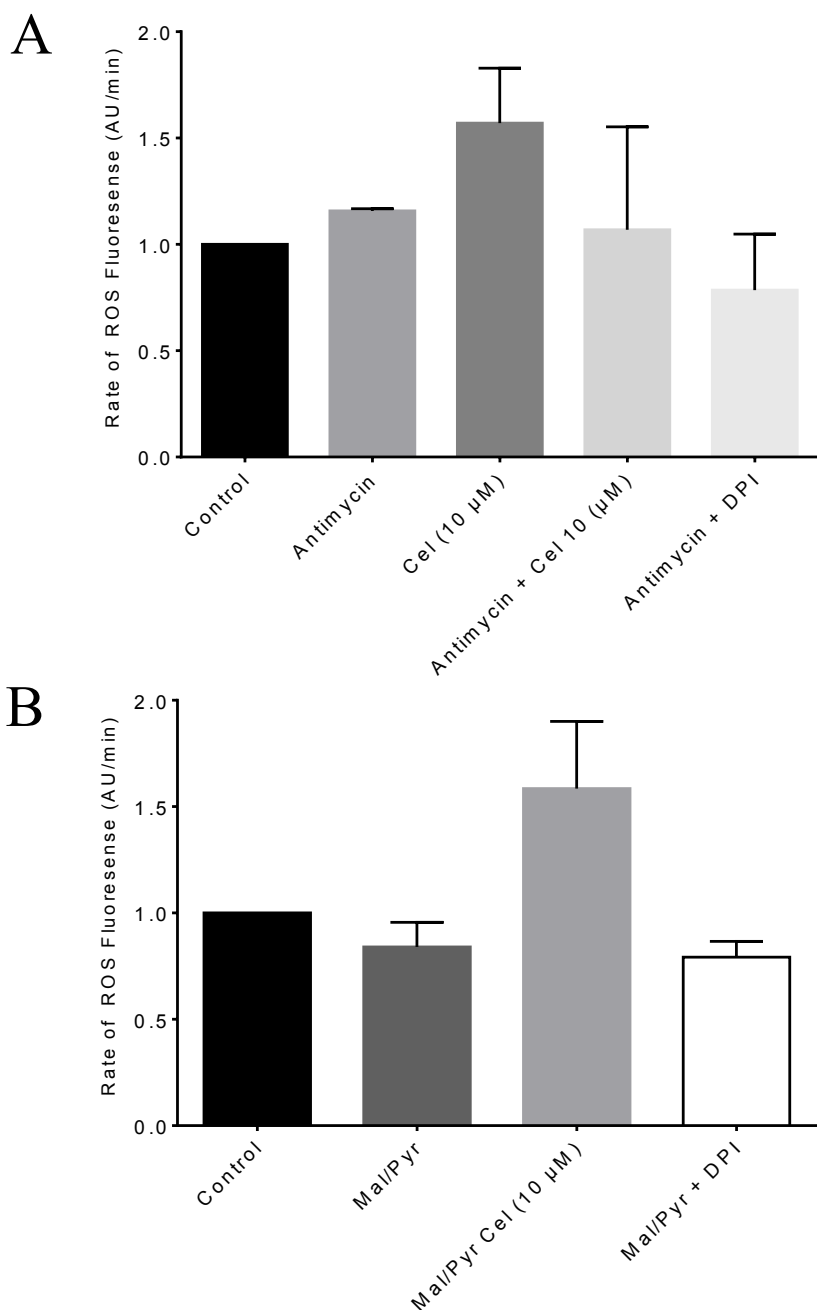 A
Rate of ROS Fluoresense (AU/min)
2.0
1.5
1.0
0.5
0.0
Control
Antimycin
Cel (10 µM)
Antimycin + Cel 10 (µM)
Antimycin + DPI
B
Rate of ROS Fluoresense (AU/min)
2.0
1.5
1.0
0.5
0.0
Control
Mal/Pyr
Mal/Pyr Cel (10 µM)
Mal/Pyr + DPI